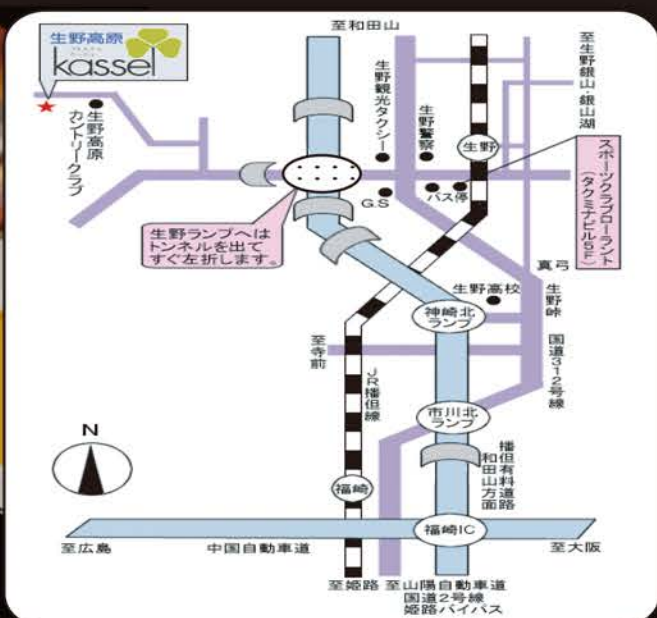 生野高原
kassel
至和田山
生野高原
カントリークラブ
生野観光タクシー
生野警察
生野
至生野銀山・銀山湖
G.S
バス停
スポーツクラブローラント
(タクミナビル5F)
生野ランプへは
トンネルを出て
すぐ左折します。
真弓
生野高校
生野峠
神崎北
ランプ
至寺前
JR播但線
国道312号線
市川北
ランプ
N
播但有料道路
和田山方面
福崎
福崎IC
至広島
中国自動車道
至大阪
至姫路
至山陽自動車道
国道2号線
姫路バイパス